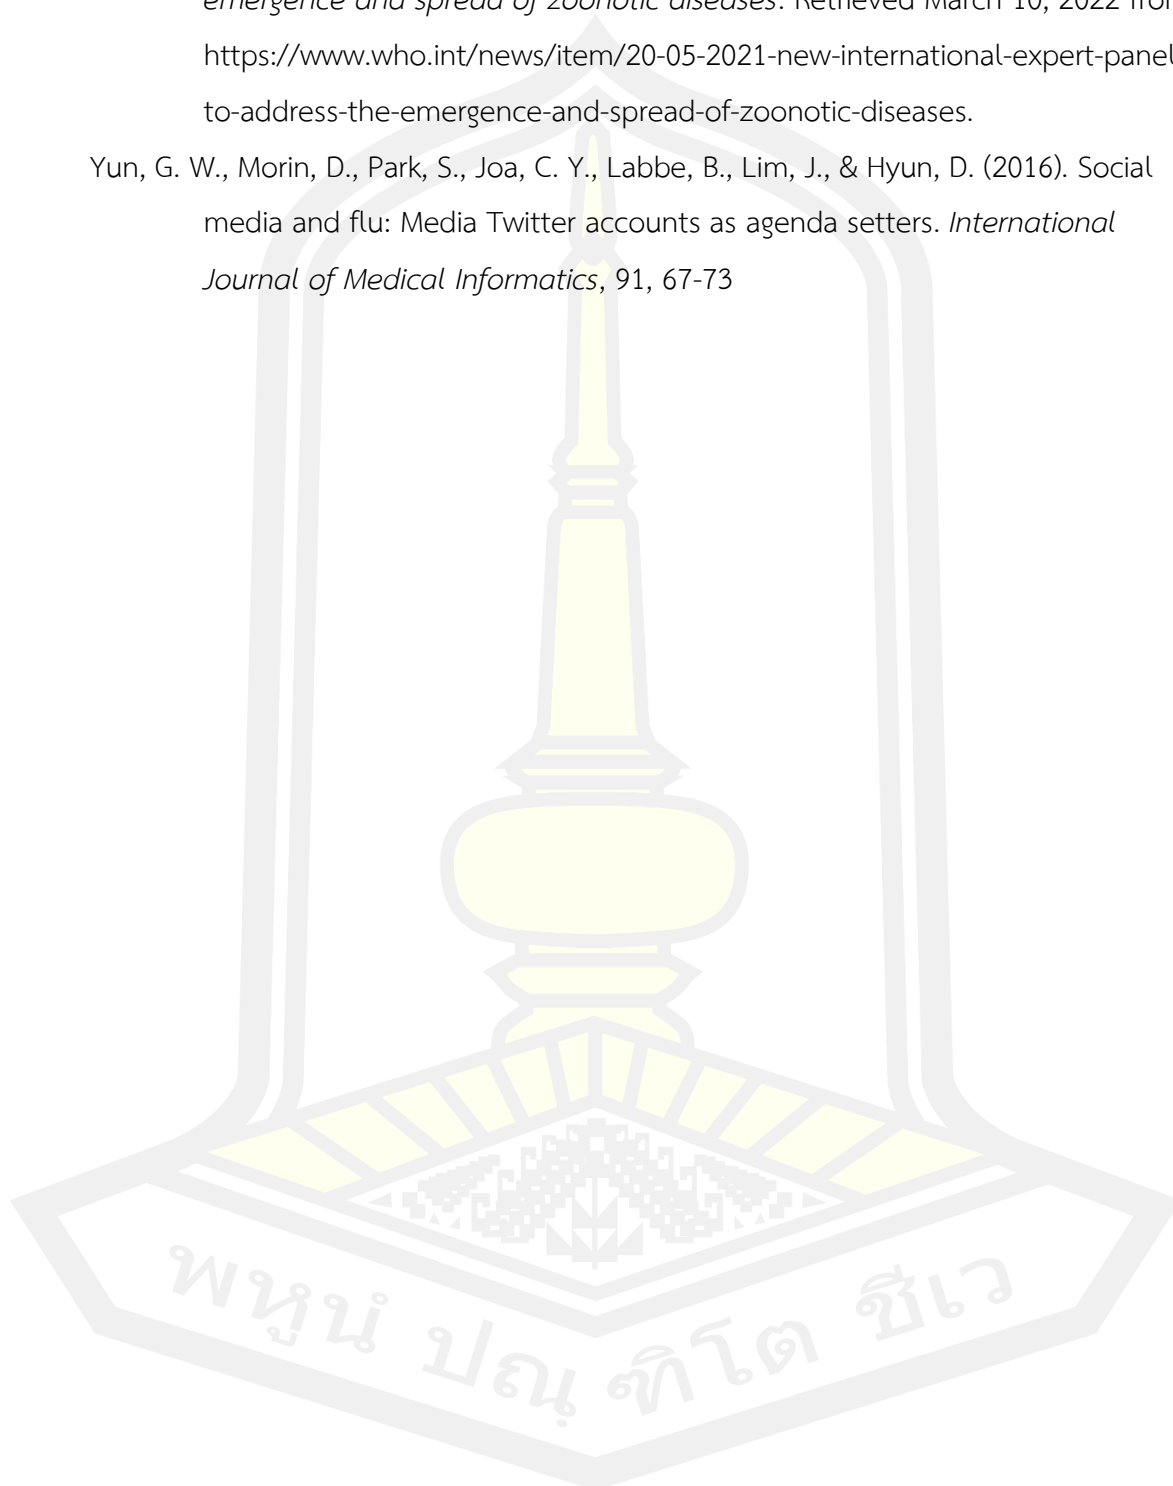 emergence and spread of zoonotic diseases. Retrieved March 10, 2022 from
https://www.who.int/news/item/20-05-2021-new-international-expert-panel
to-address-the-emergence-and-spread-of-zoonotic-diseases.
Yun, G. W., Morin, D., Park, S., Joa, C. Y., Labbe, B., Lim, J., & Hyun, D. (2016). Social
media and flu: Media Twitter accounts as agenda setters. International
Journal of Medical Informatics, 91, 67-73
พหูนํ ปณฺฑิโต ชีเว